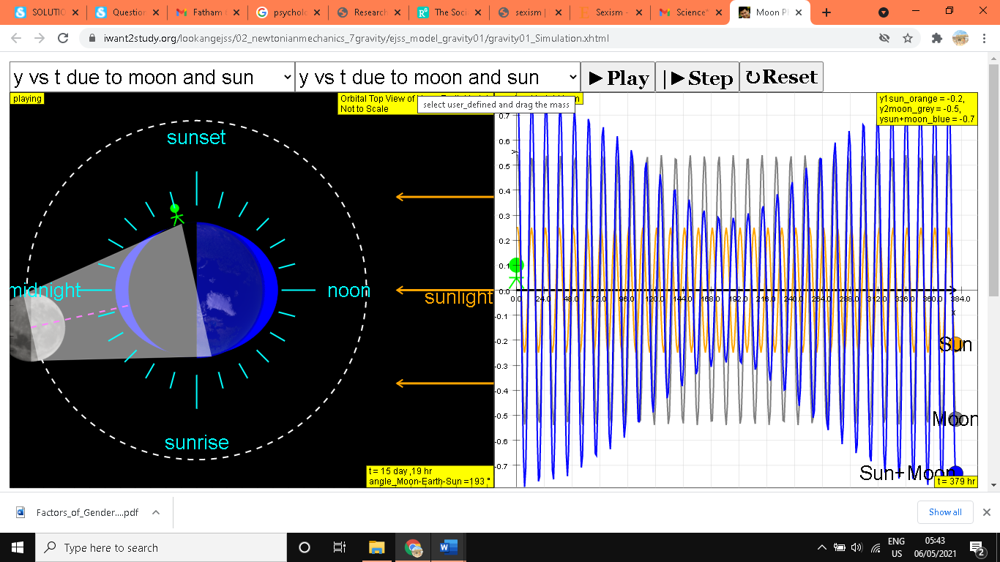 SOLUTIO
Question
Fatham
psycholo
Research
The Soci
sexism |
Sexism -
Science"
Moon Ph
iwant2study.org/lookangejss/02_newtonianmechanics_7gravity/ejss_model_gravity01/gravity01_Simulation.xhtml
y vs t due to moon and sun
y vs t due to moon and sun
Play
Step
Reset
playing
Orbital Top View of
Not to Scale
select user_defined and drag the mass
y1sun_orange = -0.2,
y2moon_grey = -0.5,
ysun+moon_blue = -0.7
sunset
midnight
noon
sunlight
sunrise
t = 15 day ,19 hr
angle_Moon-Earth-Sun =193 °
0.7
0.6
0.5
0.4
0.3
0.2
0.1
0.0
-0.1
-0.2
-0.3
-0.4
-0.5
-0.6
-0.7
y
0.0 24.0 48.0 72.0 96.0 120.0 144.0 168.0 192.0 216.0 240.0 264.0 288.0 312.0 336.0 360.0 384.0
x
Sun
Moon
Sun+Moon
t = 379 hr
Factors_of_Gender....pdf
Show all
Type here to search
ENG
US
05:43
06/05/2021
2